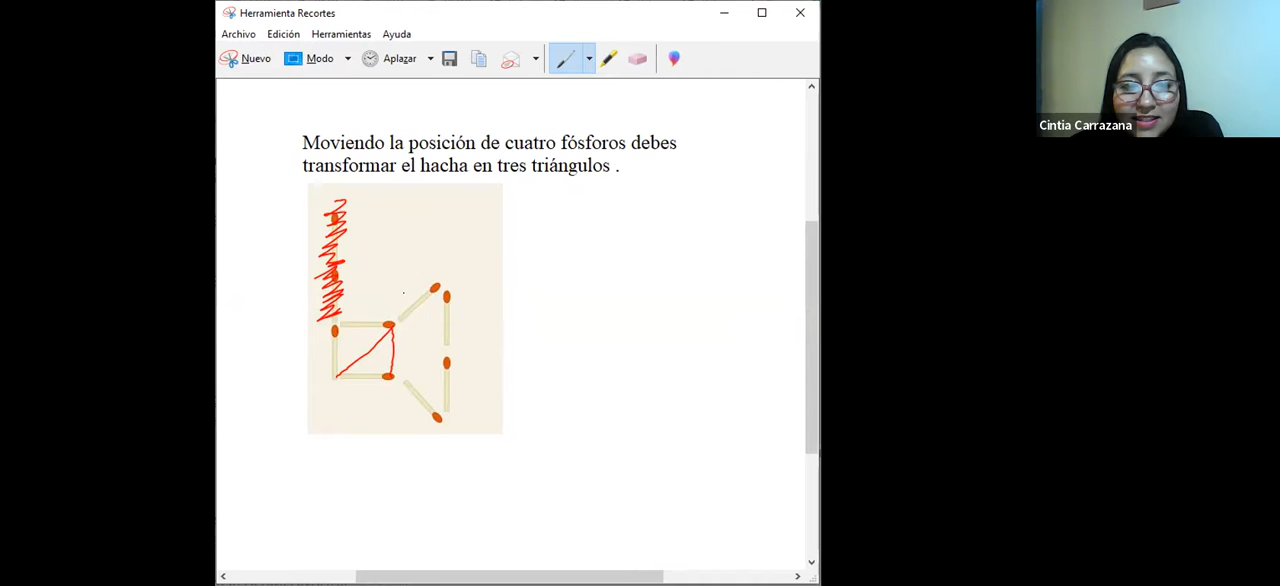 Herramienta Recortes
Archivo Edición Herramientas Ayuda
Nuevo Modo Aplazar
Cintia Carrazana
Moviendo la posición de cuatro fósforos debes
transformar el hacha en tres triángulos .